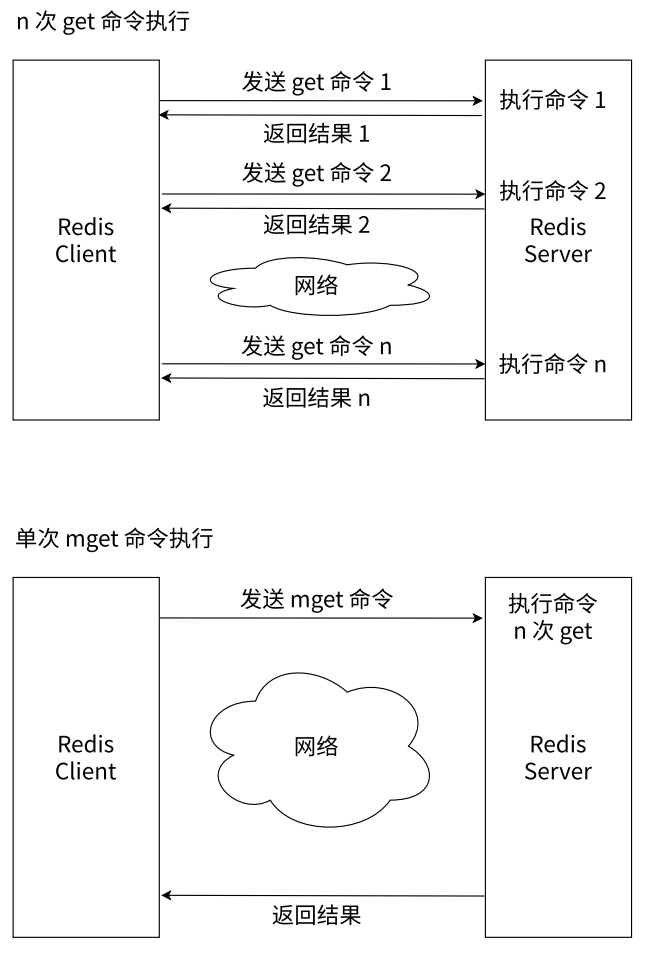 n 次 get 命令执行
发送 get 命令 1
执行命令 1
返回结果 1
发送 get 命令 2
执行命令 2
返回结果 2
Redis
Client
Redis
Server
网络
发送 get 命令 n
执行命令 n
返回结果 n
单次 mget 命令执行
发送 mget 命令
执行命令
n 次 get
Redis
Client
网络
Redis
Server
返回结果